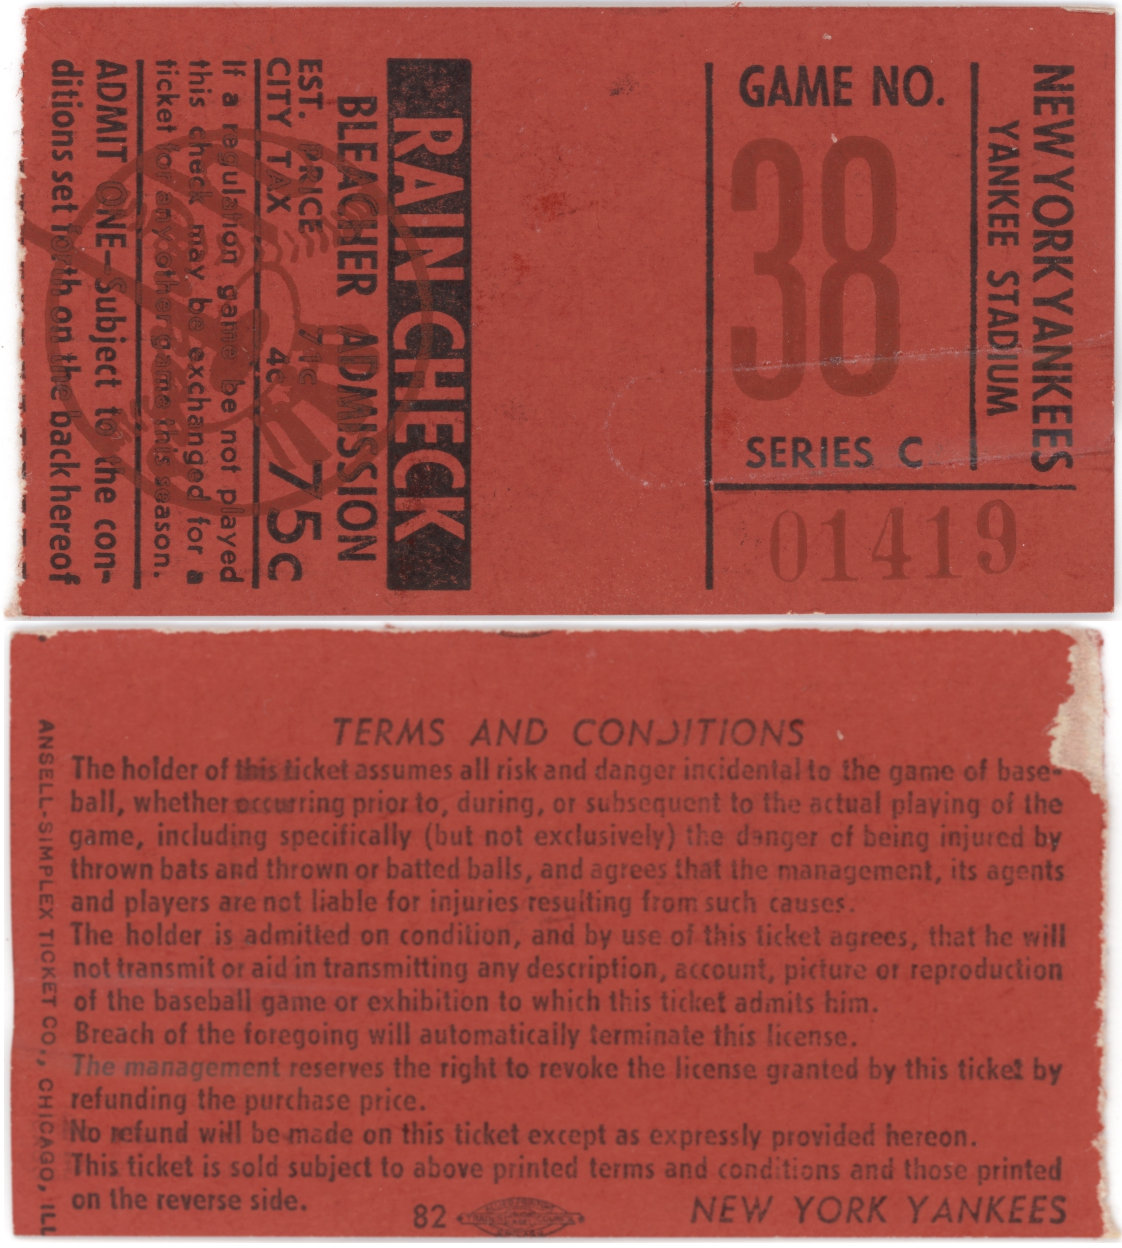 NEW YORK YANKEES
YANKEE STADIUM
GAME NO.
38
SERIES C
01419
RAIN CHECK
BLEACHER ADMISSION
EST. PRICE 71c
CITY TAX 4c
75c
If a regulation game be not played
this check may be exchanged for a
ticket for any other game this season.
ADMIT ONE—Subject to the con-
ditions set forth on the back hereof
TERMS AND CONDITIONS
The holder of this ticket assumes all risk and danger incidental to the game of base-
ball, whether occurring prior to, during, or subsequent to the actual playing of the
game, including specifically (but not exclusively) the danger of being injured by
thrown bats and thrown or batted balls, and agrees that the management, its agents
and players are not liable for injuries resulting from such causes.
The holder is admitted on condition, and by use of this ticket agrees, that he will
not transmit or aid in transmitting any description, account, picture or reproduction
of the baseball game or exhibition to which this ticket admits him.
Breach of the foregoing will automatically terminate this license.
The management reserves the right to revoke the license granted by this ticket by
refunding the purchase price.
No refund will be made on this ticket except as expressly provided hereon.
This ticket is sold subject to above printed terms and conditions and those printed
on the reverse side.
82
NEW YORK YANKEES
ANSELL-SIMPLEX TICKET CO., CHICAGO, ILL